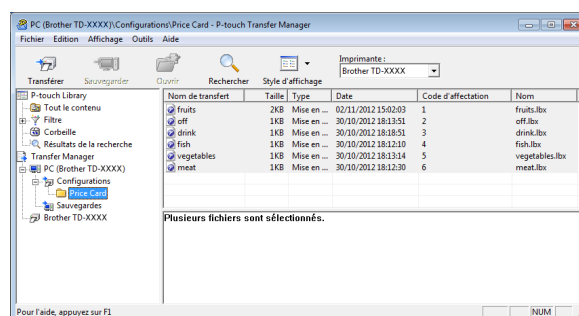 PC (Brother TD-XXXX)\Configurations\Price Card - P-touch Transfer Manager
Fichier Edition Affichage Outils Aide
Transférer Sauvegarder Ouvrir Rechercher Style d'affichage
Imprimante :
Brother TD-XXXX
P-touch Library
Tout le contenu
Filtre
Corbeille
Résultats de la recherche
Transfer Manager
PC (Brother TD-XXXX)
Configurations
Price Card
Sauvegardes
Brother TD-XXXX
Nom de transfert Taille Type Date Code d'affectation Nom
fruits 2KB Mise en ... 02/11/2012 15:02:03 1 fruits.lbx
off 1KB Mise en ... 30/10/2012 18:13:51 2 off.lbx
drink 1KB Mise en ... 30/10/2012 18:18:51 3 drink.lbx
fish 1KB Mise en ... 30/10/2012 18:12:10 4 fish.lbx
vegetables 1KB Mise en ... 30/10/2012 18:13:14 5 vegetables.lbx
meat 1KB Mise en ... 30/10/2012 18:12:30 6 meat.lbx
Plusieurs fichiers sont sélectionnés.
Pour l'aide, appuyez sur F1
NUM